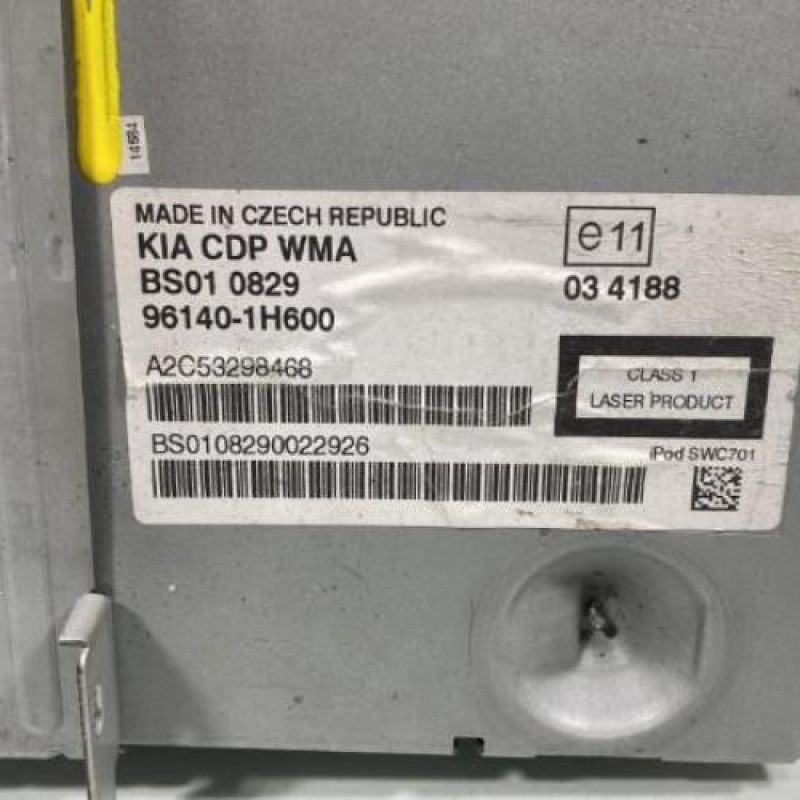 14684
MADE IN CZECH REPUBLIC
KIA CDP WMA
BS01 0829
96140-1H600
e11
03 4188
A2C53298468
CLASS 1
LASER PRODUCT
BS0108290022926
iPod SWC701